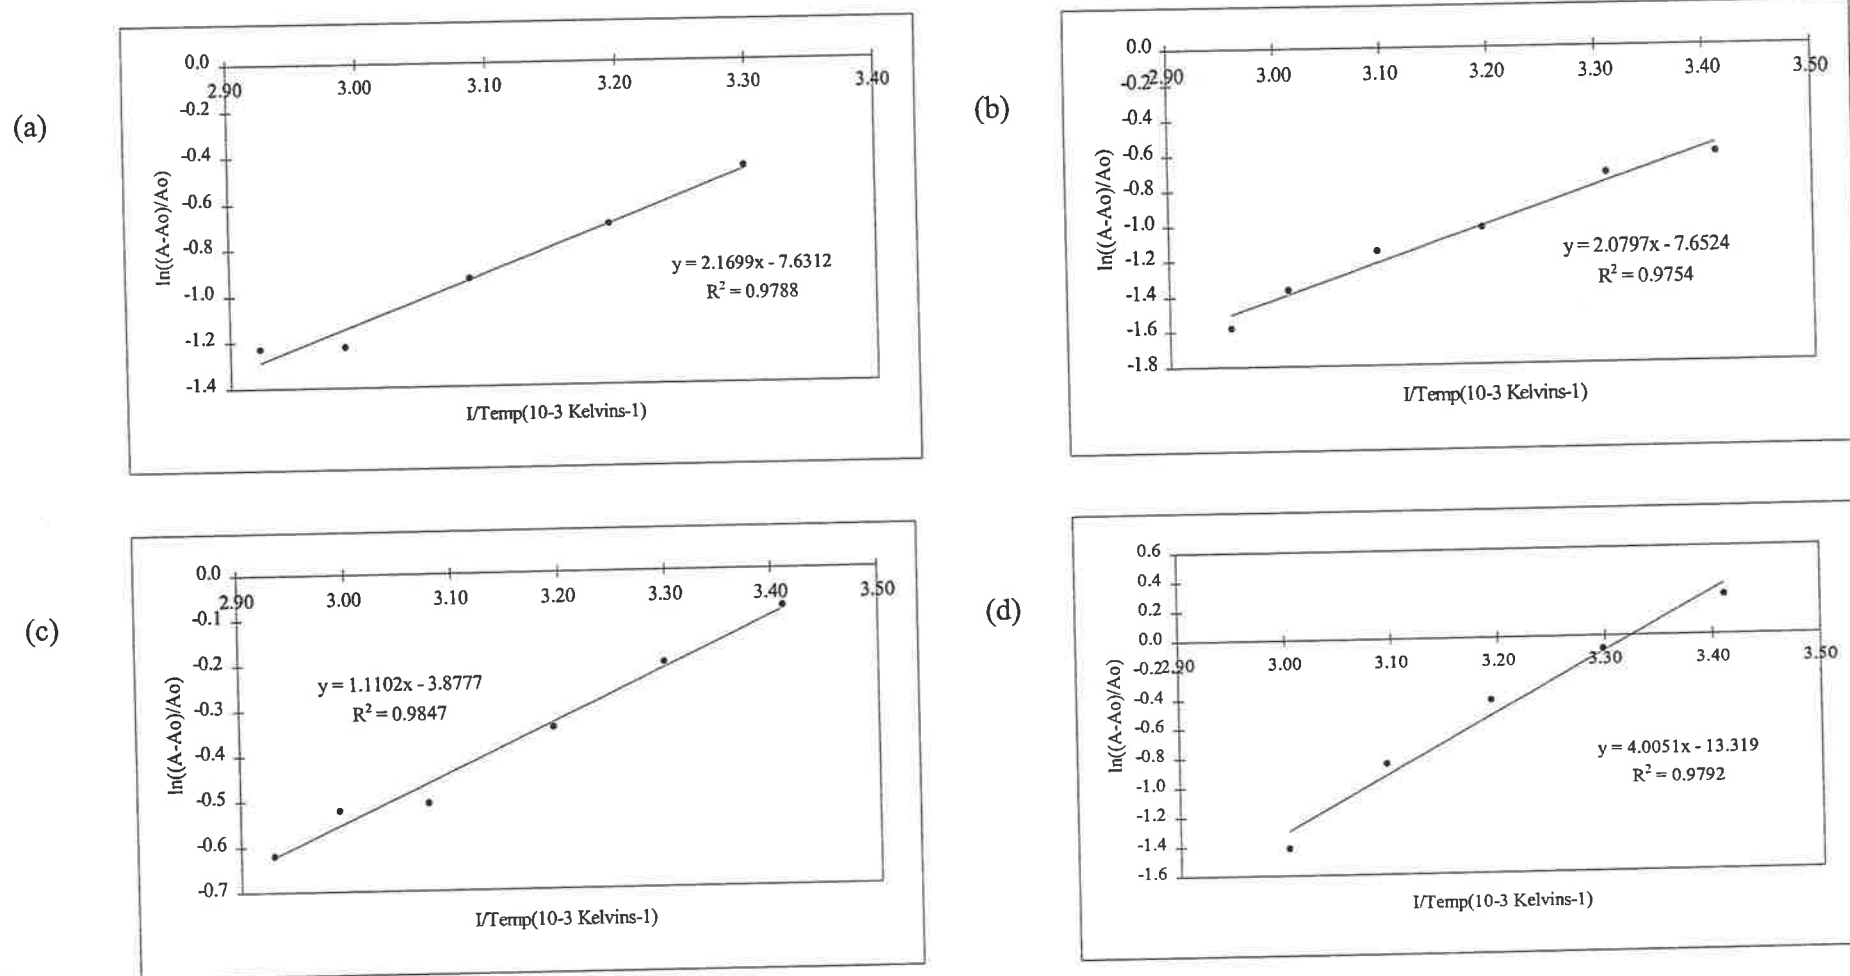 (a)
0.0
2.90 3.00 3.10 3.20 3.30 3.40
-0.2
-0.4
-0.6
-0.8
-1.0
-1.2
-1.4
ln((A-Ao)/Ao)
y = 2.1699x - 7.6312
R² = 0.9788
I/Temp(10-3 Kelvins-1)
(b)
0.0
2.90 3.00 3.10 3.20 3.30 3.40 3.50
-0.2
-0.4
-0.6
-0.8
-1.0
-1.2
-1.4
-1.6
-1.8
ln((A-Ao)/Ao)
y = 2.0797x - 7.6524
R² = 0.9754
I/Temp(10-3 Kelvins-1)
(c)
0.0
2.90 3.00 3.10 3.20 3.30 3.40 3.50
-0.1
-0.2
-0.3
-0.4
-0.5
-0.6
-0.7
ln((A-Ao)/Ao)
y = 1.1102x - 3.8777
R² = 0.9847
I/Temp(10-3 Kelvins-1)
(d)
0.6
0.4
0.2
0.0
2.90 3.00 3.10 3.20 3.30 3.40 3.50
-0.2
-0.4
-0.6
-0.8
-1.0
-1.2
-1.4
-1.6
ln((A-Ao)/Ao)
y = 4.0051x - 13.319
R² = 0.9792
I/Temp(10-3 Kelvins-1)